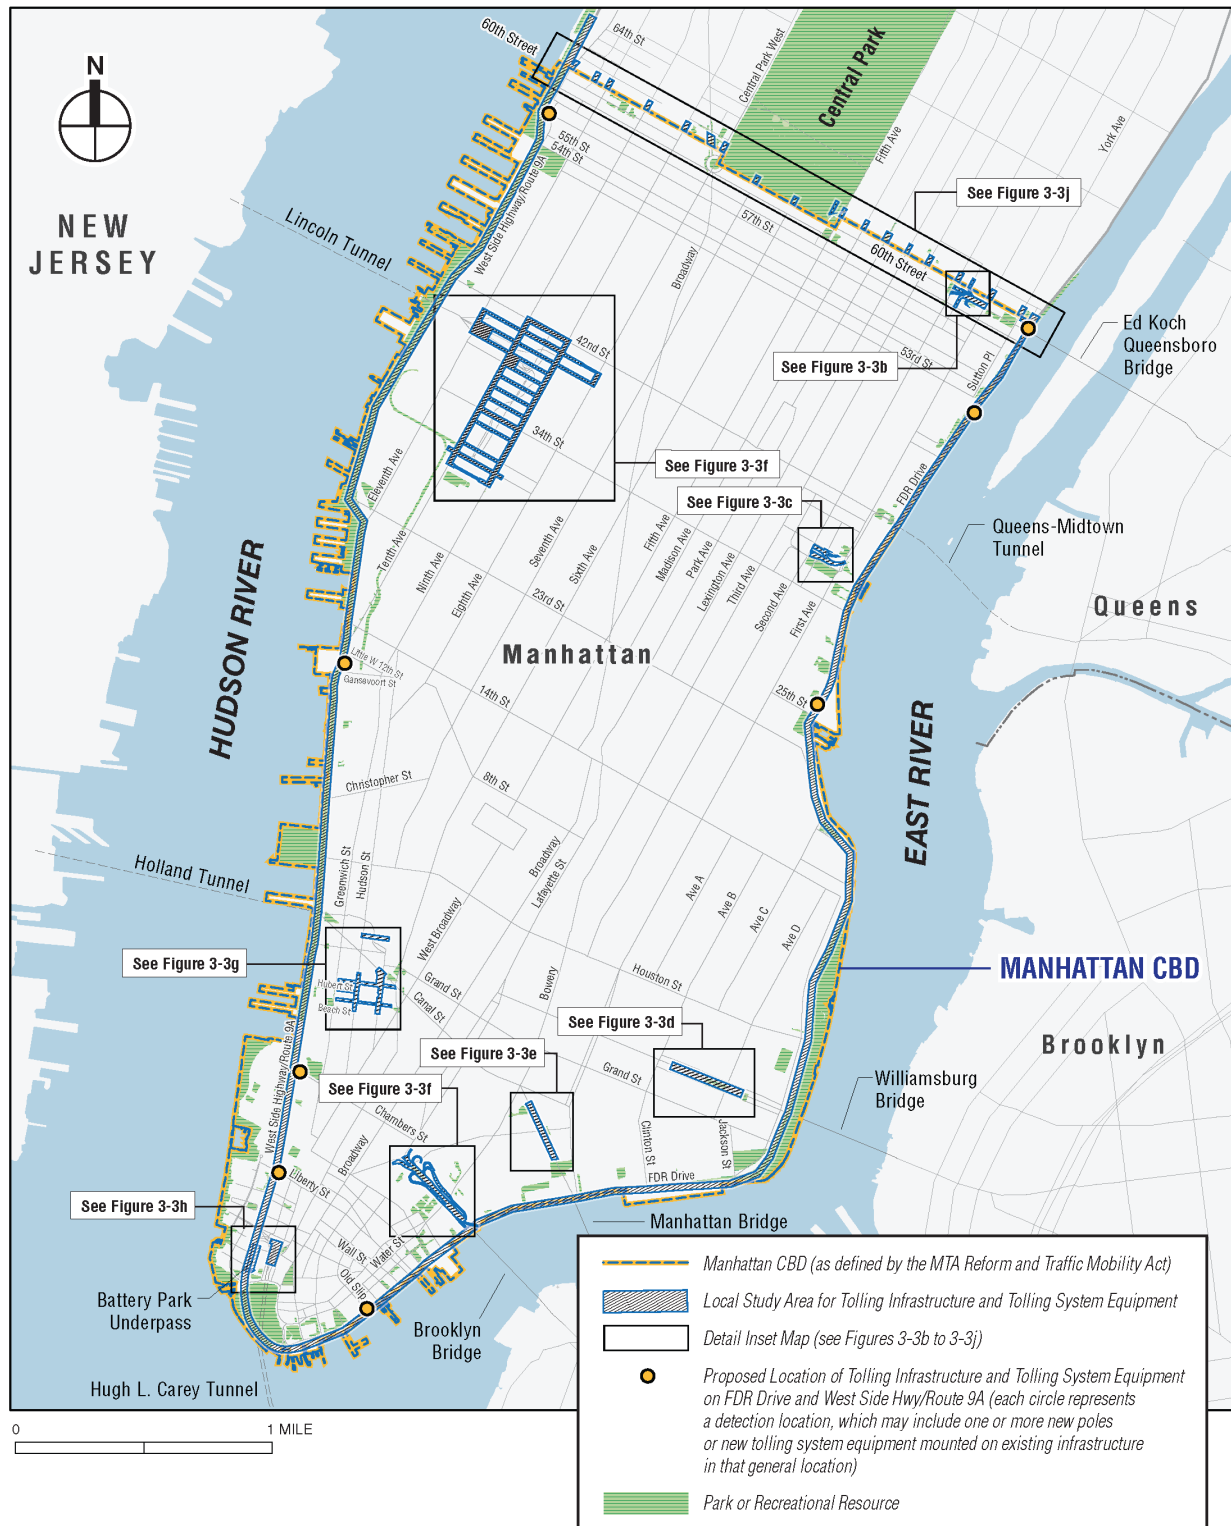 60th Street
64th St
N
Central Park West
Central Park
Fifth Ave
York Ave
55th St
54th St
See Figure 3-3j
NEW
JERSEY
Lincoln Tunnel
West Side Highway/Route 9A
57th St
Broadway
60th Street
Ed Koch
Queensboro
Bridge
42nd St
53rd St
See Figure 3-3b
Sutton Pl
34th St
See Figure 3-3f
Eleventh Ave
FDR Drive
See Figure 3-3c
Queens-Midtown
Tunnel
Tenth Ave
Ninth Ave
Eighth Ave
Seventh Ave
Sixth Ave
Fifth Ave
Madison Ave
Park Ave
Lexington Ave
Third Ave
Second Ave
First Ave
23rd St
Queens
HUDSON RIVER
Manhattan
Little W 12th St
Gansevoort St
14th St
25th St
EAST RIVER
Christopher St
8th St
Holland Tunnel
Greenwich St
Hudson St
Broadway
Lafayette St
Ave A
Ave B
Ave C
Ave D
West Broadway
See Figure 3-3g
Hubert St
Beach St
Grand St
Canal St
Bowery
Houston St
MANHATTAN CBD
See Figure 3-3d
Brooklyn
West Side Highway/Route 9A
See Figure 3-3e
Grand St
See Figure 3-3f
Williamsburg
Bridge
Chambers St
Clinton St
Jackson St
Broadway
Liberty St
FDR Drive
See Figure 3-3h
Manhattan Bridge
Wall St
Water St
Old Slip
Battery Park
Underpass
Brooklyn
Bridge
Hugh L. Carey Tunnel
0 1 MILE
Manhattan CBD (as defined by the MTA Reform and Traffic Mobility Act)
Local Study Area for Tolling Infrastructure and Tolling System Equipment
Detail Inset Map (see Figures 3-3b to 3-3j)
Proposed Location of Tolling Infrastructure and Tolling System Equipment
on FDR Drive and West Side Hwy/Route 9A (each circle represents
a detection location, which may include one or more new poles
or new tolling system equipment mounted on existing infrastructure
in that general location)
Park or Recreational Resource